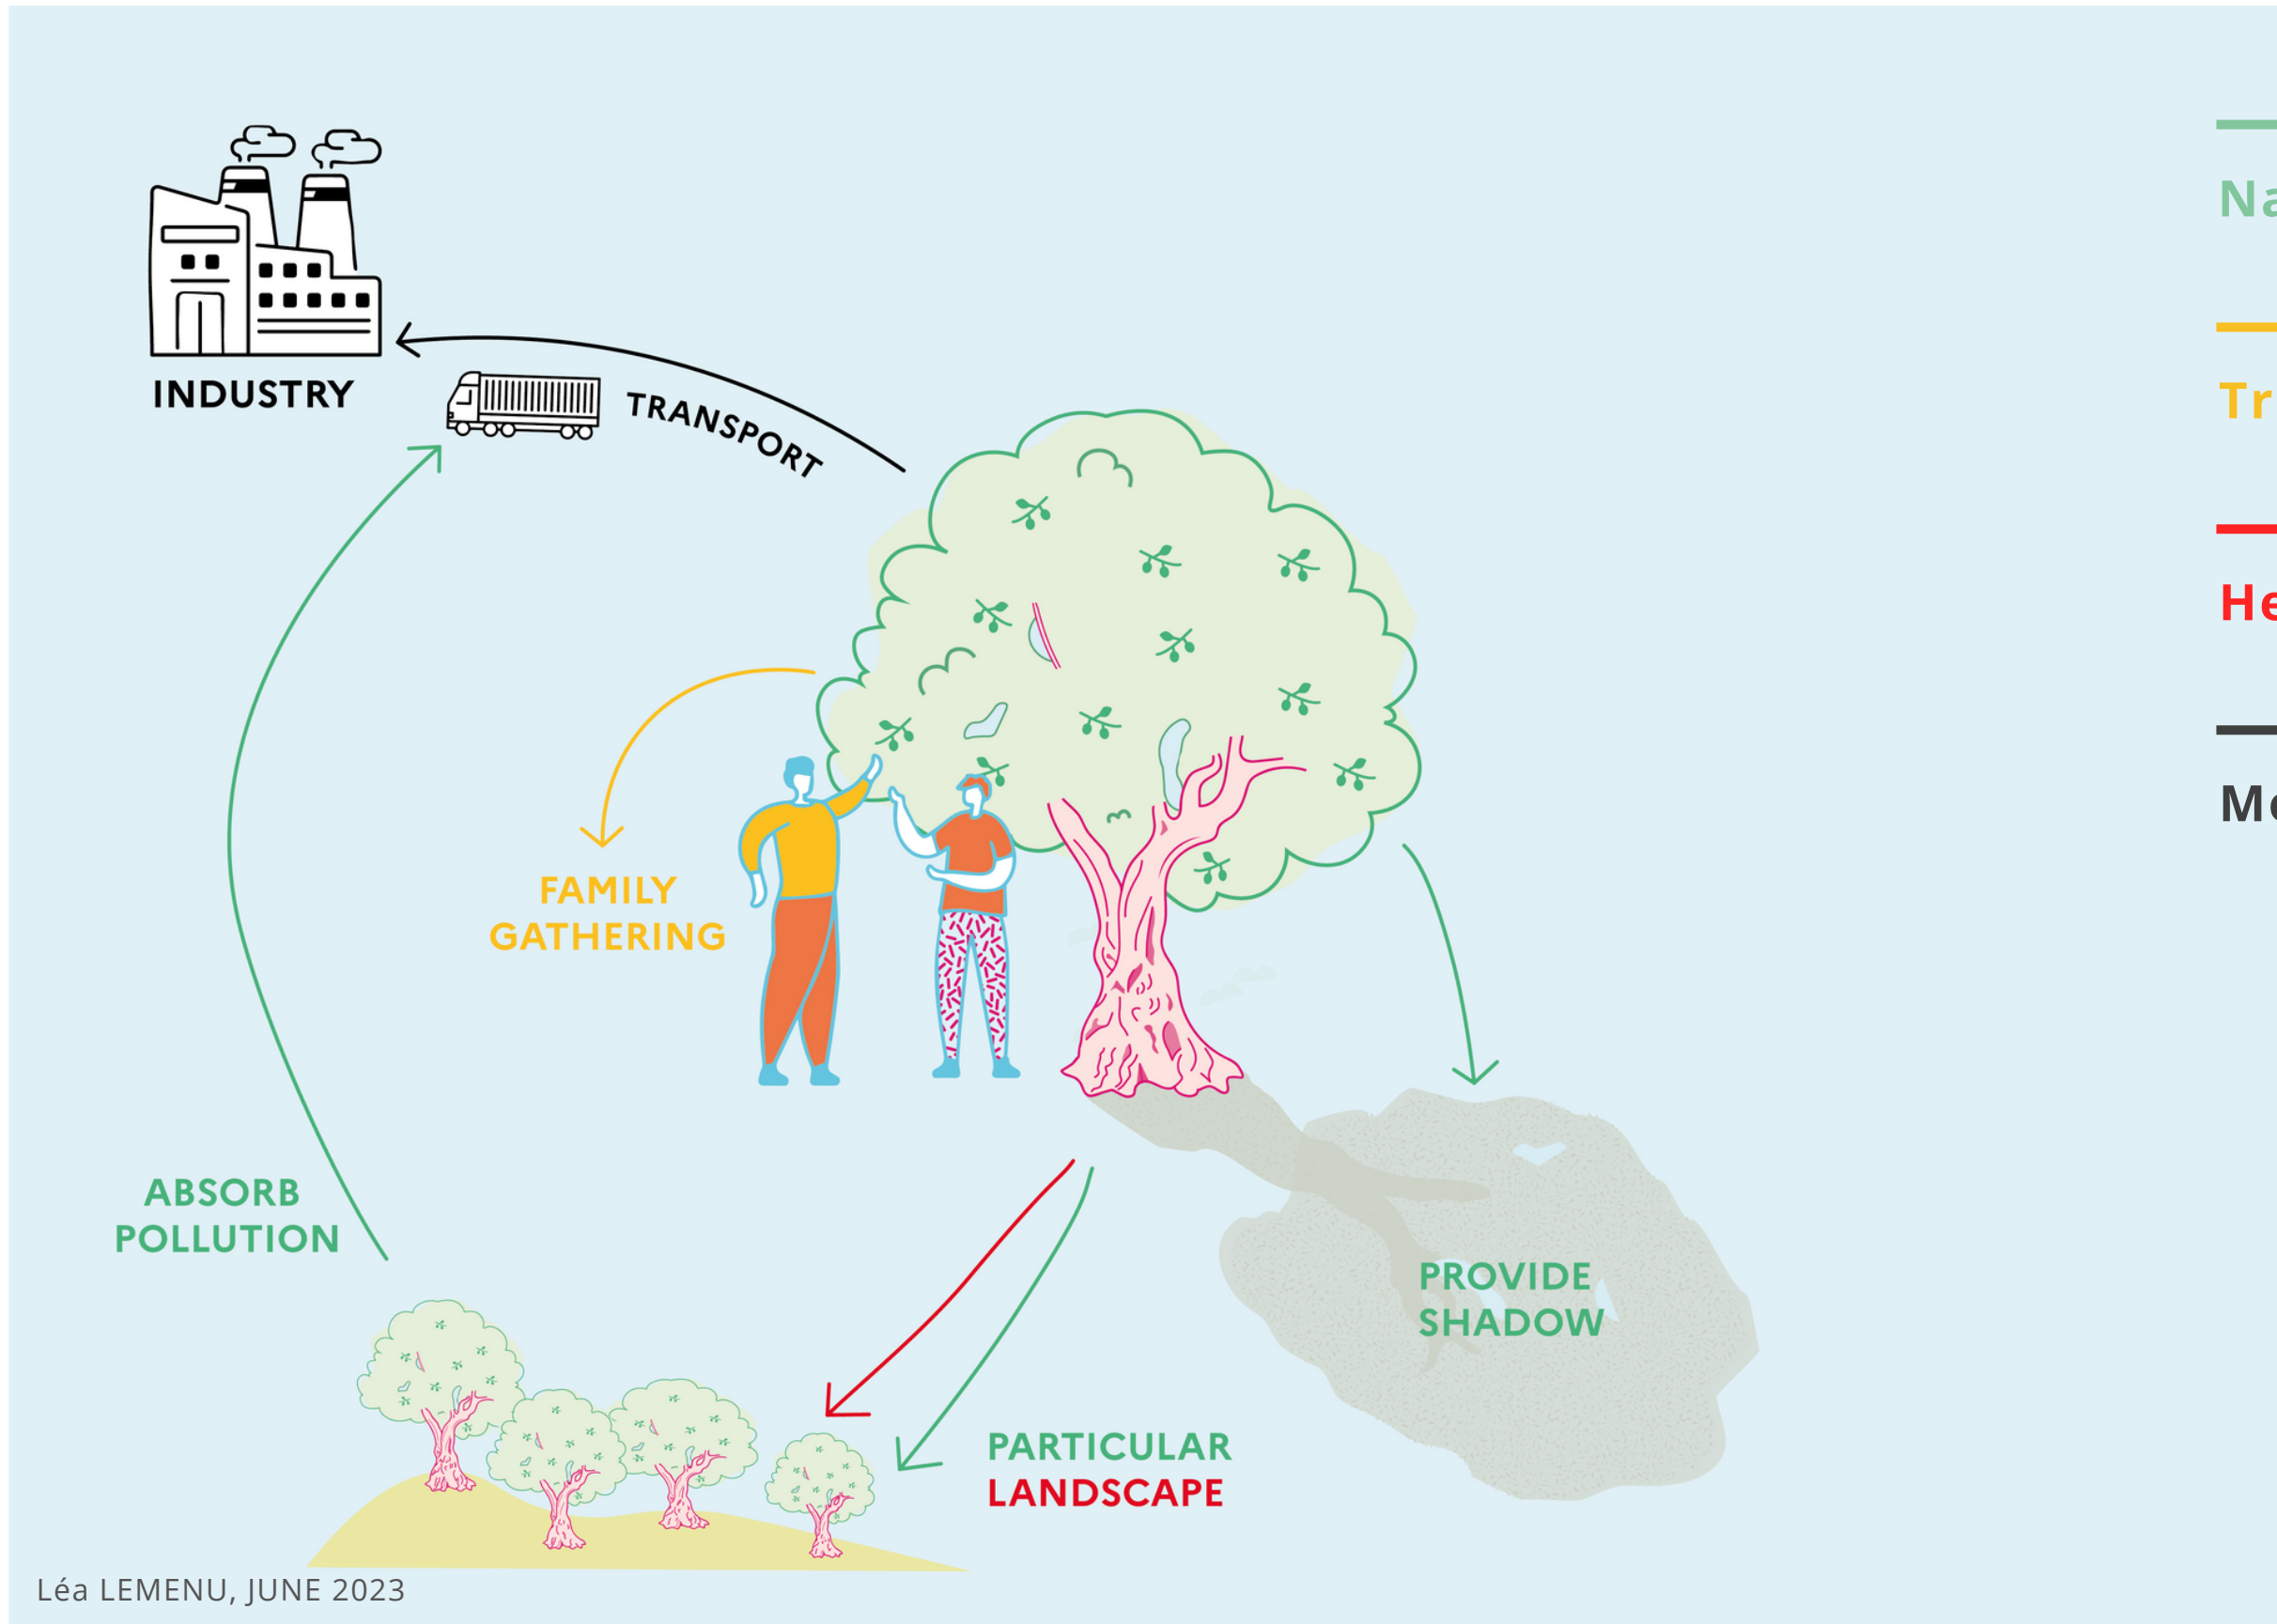 INDUSTRY
TRANSPORT
FAMILY
GATHERING
ABSORB
POLLUTION
PROVIDE
SHADOW
PARTICULAR
LANDSCAPE
Léa LEMENU, JUNE 2023